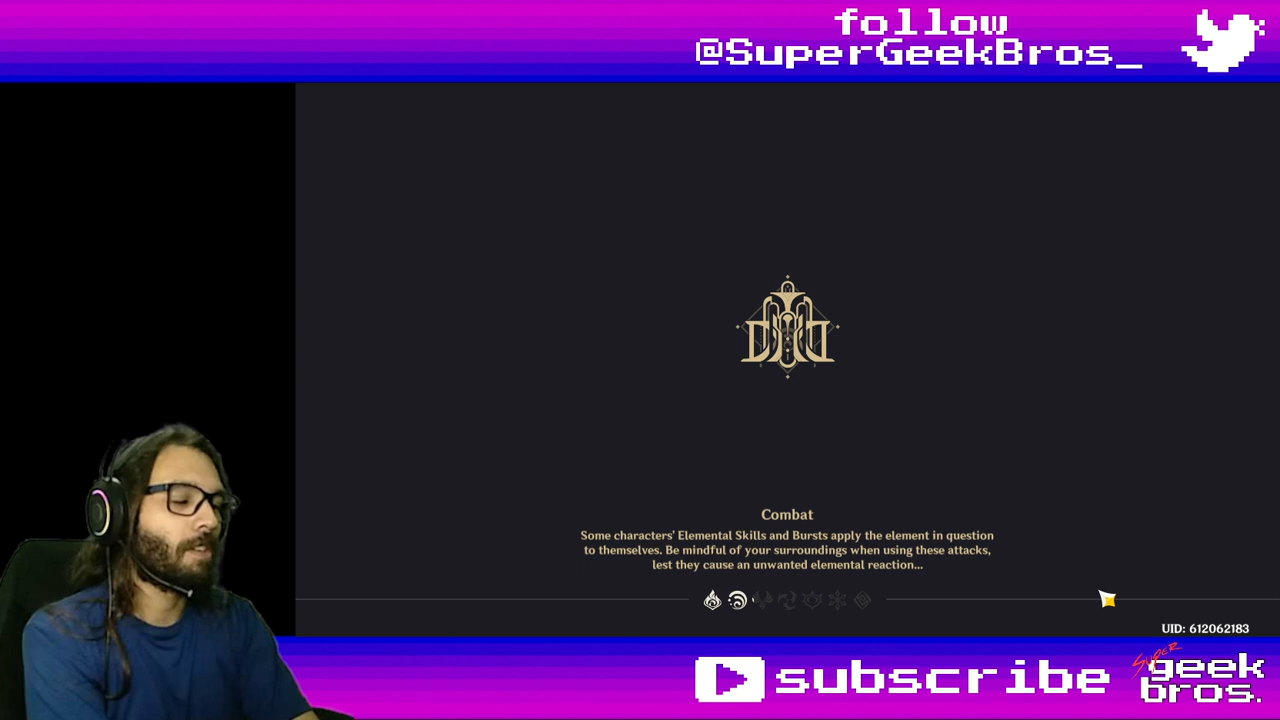 follow
@SuperGeekBros_
Combat
Some characters' Elemental Skills and Bursts apply the element in question
to themselves. Be mindful of your surroundings when using these attacks,
lest they cause an unwanted elemental reaction...
UID: 612062183
subscribe
SUPER
geek
bros.